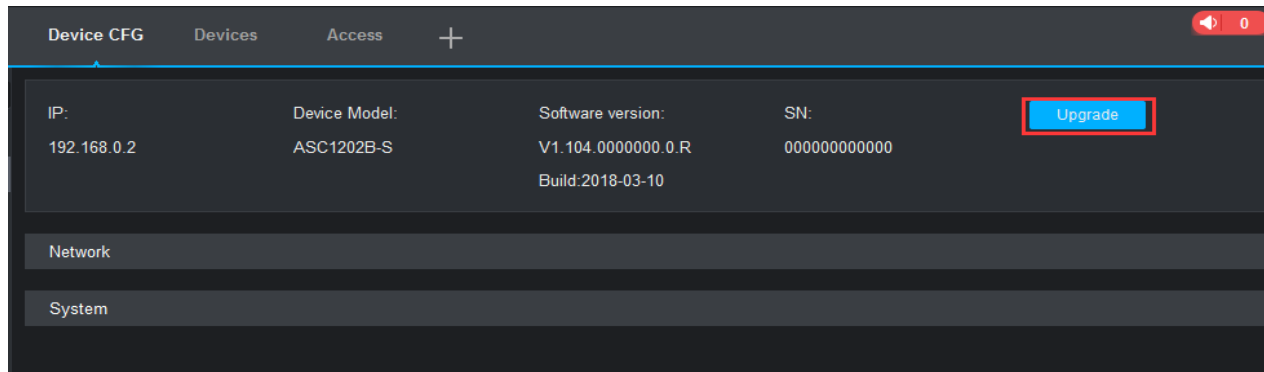 Device CFG Devices Access + 0
IP: Device Model: Software version: SN: Upgrade
192.168.0.2 ASC1202B-S V1.104.0000000.0.R 000000000000
Build:2018-03-10
Network
System